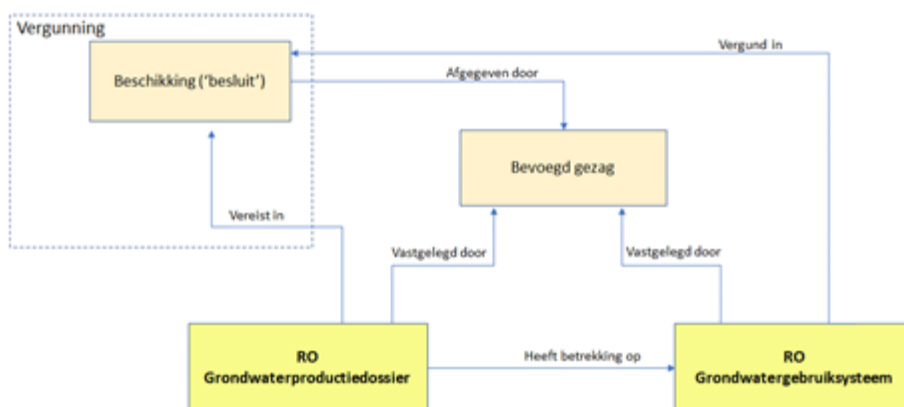 Vergunning
Vergund in
Beschikking ('besluit')
Afgegeven door
Bevoegd gezag
Vereist in
Vastgelegd door
Vastgelegd door
RO
Grondwaterproductiedossier
Heeft betrekking op
RO
Grondwatergebruiksysteem